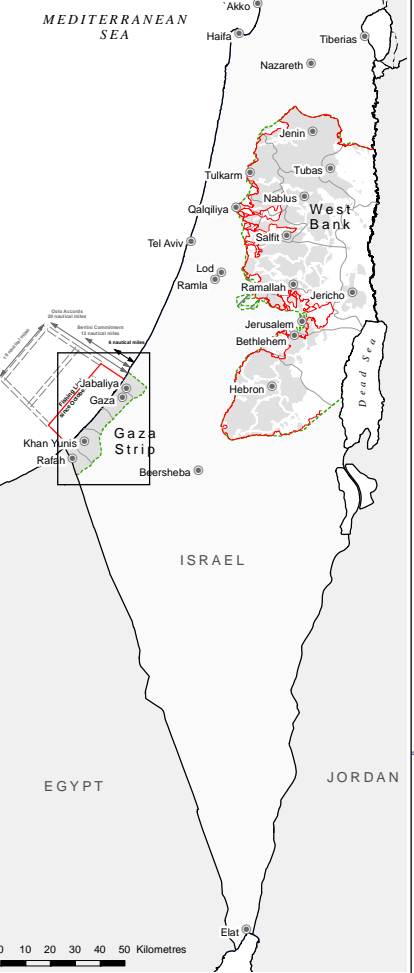 `Akko
MEDITERRANEAN
SEA
Haifa
Tiberias
Nazareth
Jenin
Tubas
Tulkarm
Nablus
Qalqiliya
West
Bank
Salfit
Tel Aviv
Lod
Ramla
Ramallah
Jericho
Jerusalem
Bethlehem
Oslo Accords
20 nautical miles
Bertini Commitment
12 nautical miles
6 nautical miles
Dead Sea
Jabaliya
Gaza
Hebron
Gaza
Strip
Khan Yunis
Rafah
Beersheba
ISRAEL
EGYPT
JORDAN
Elat
0 10 20 30 40 50 Kilometres